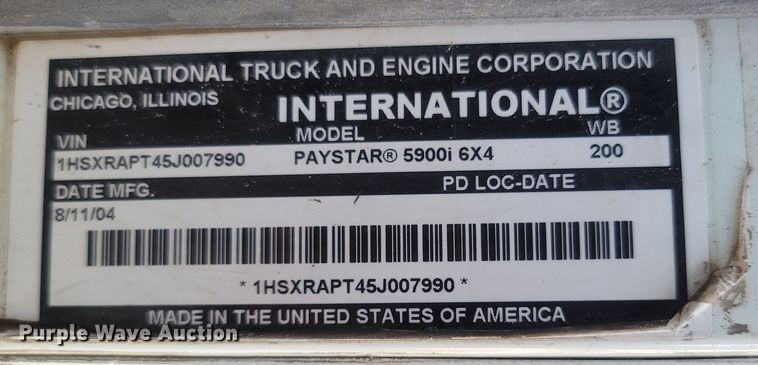 INTERNATIONAL TRUCK AND ENGINE CORPORATION
CHICAGO, ILLINOIS INTERNATIONAL®
VIN MODEL WB
1HSXRAPT45J007990 PAYSTAR® 5900i 6X4 200
DATE MFG. PD LOC-DATE
8/11/04
* 1HSXRAPT45J007990 *
MADE IN THE UNITED STATES OF AMERICA
Purple Wave Auction